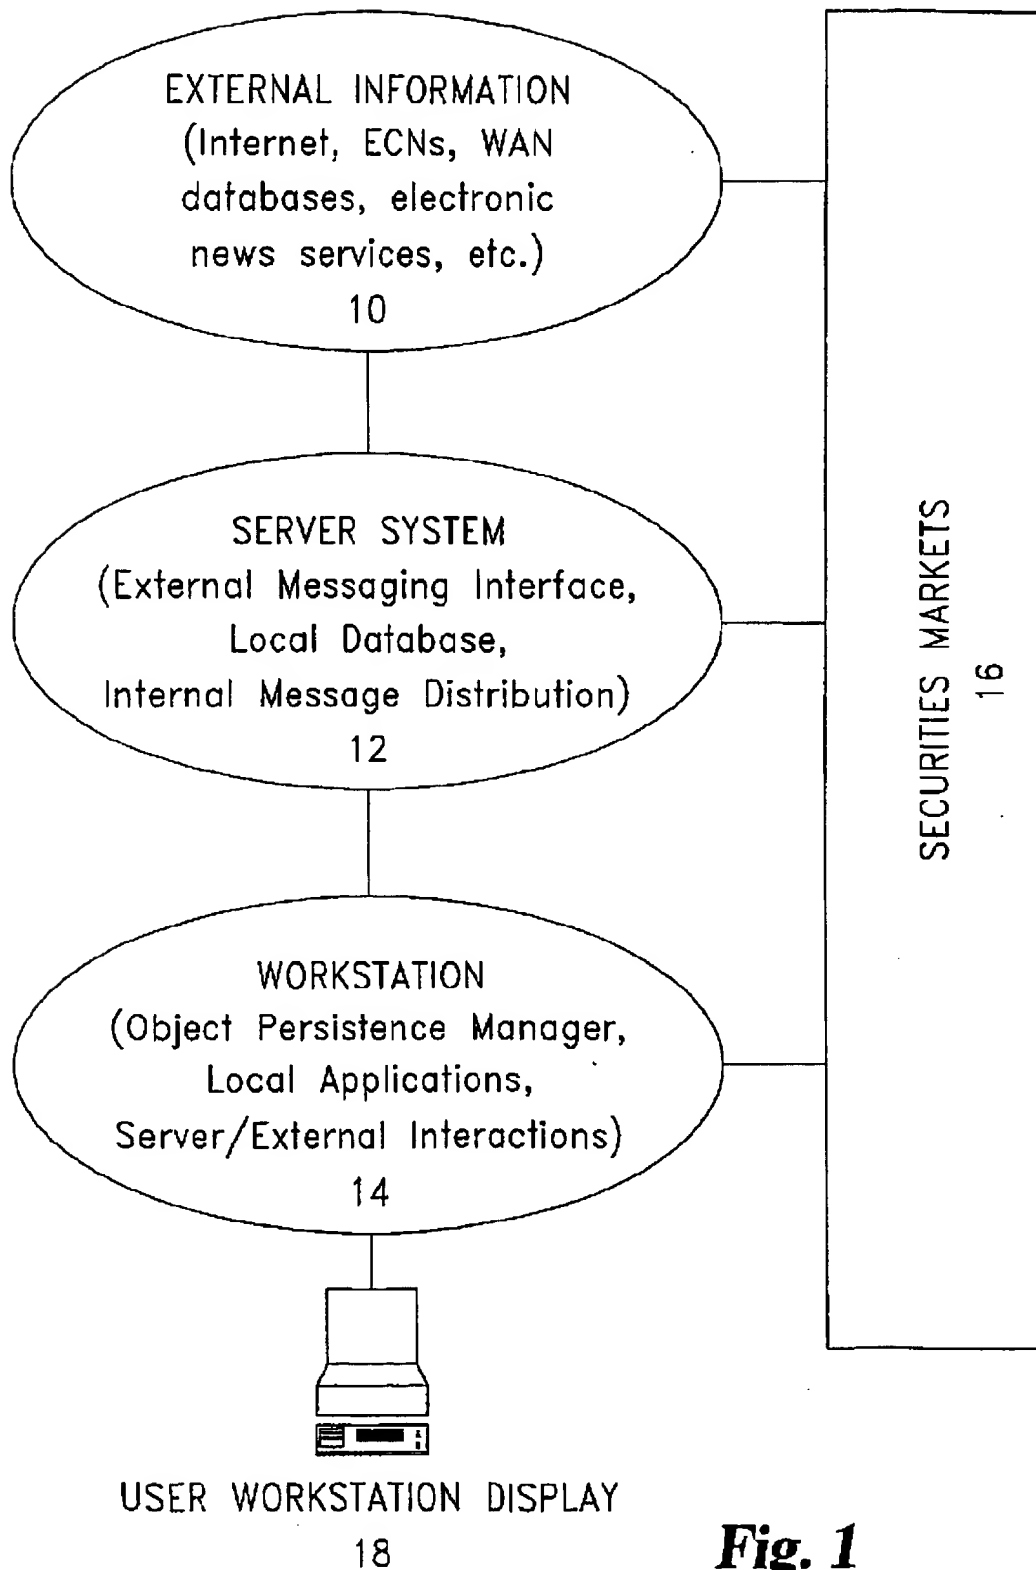 EXTERNAL INFORMATION
(Internet, ECNs, WAN
databases, electronic
news services, etc.)
10
SERVER SYSTEM
(External Messaging Interface,
Local Database,
Internal Message Distribution)
12
WORKSTATION
(Object Persistence Manager,
Local Applications,
Server/External Interactions)
14
USER WORKSTATION DISPLAY
18
SECURITIES MARKETS
16
Fig. 1